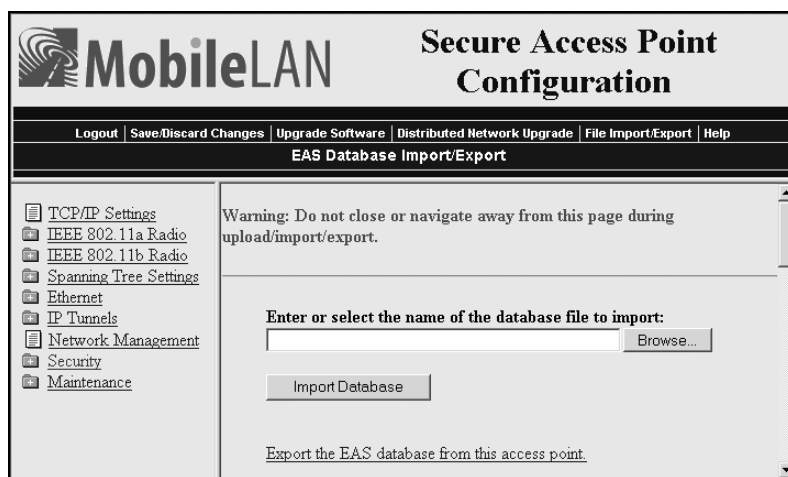 MobileLAN
Secure Access Point
Configuration
Logout | Save/Discard Changes | Upgrade Software | Distributed Network Upgrade | File Import/Export | Help
EAS Database Import/Export
TCP/IP Settings
IEEE 802.11a Radio
IEEE 802.11b Radio
Spanning Tree Settings
Ethernet
IP Tunnels
Network Management
Security
Maintenance
Warning: Do not close or navigate away from this page during
upload/import/export.
Enter or select the name of the database file to import:
Browse...
Import Database
Export the EAS database from this access point.